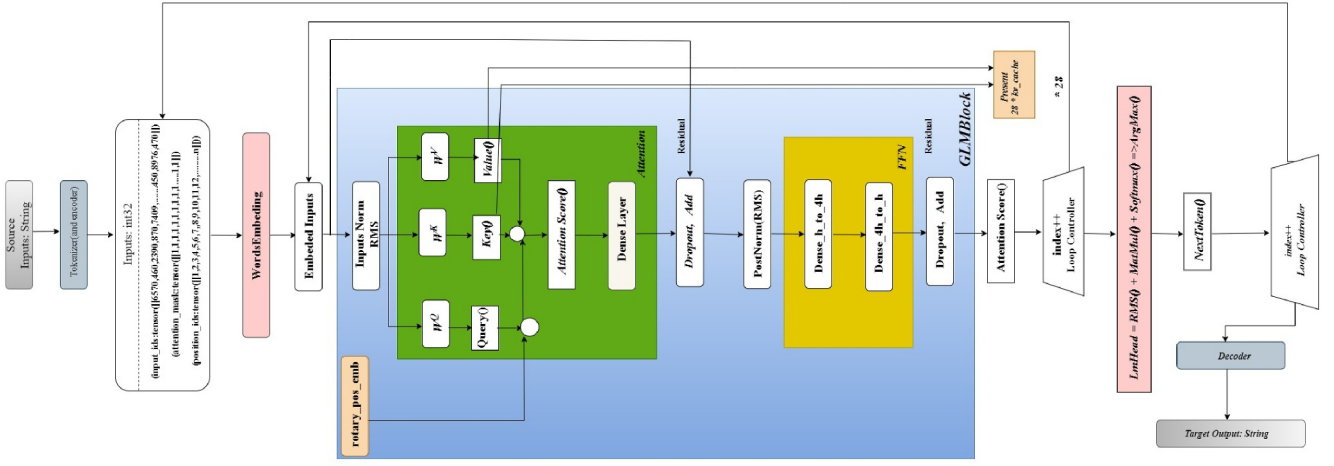 Source
Inputs: String
Tokenizer(and encoder)
Inputs: int32
(input_ids:tensor([[6570,460,2390,870,7409,......450,8976,470]])
(attention_mask:tensor([[1,1,1,1,1,1,1,1,1.....1,1]])
(position_ids:tensor([[1,2,3,4,5,6,7,,8,9,10,11,12,.........n]]))
WordsEmbeding
Embeded Inputs
Inputs Norm
RMS
rotary_pos_emb
W^Q
W^K
W^V
Query()
Key()
Value()
Attention Score()
Dense Layer
Attention
Dropout, Add
Residual
PostNorm(RMS)
Dense_h_to_4h
Dense_4h_to_h
FFN
Dropout, Add
Residual
GLMBlock
Attention Score()
Present
28 * kv_cache
index++
Loop Controller
* 28
LmHead = RMS() + MatMul() + Softmux() =>ArgMax()
NextToken()
index++
Loop Controller
Decoder
Target Output: String